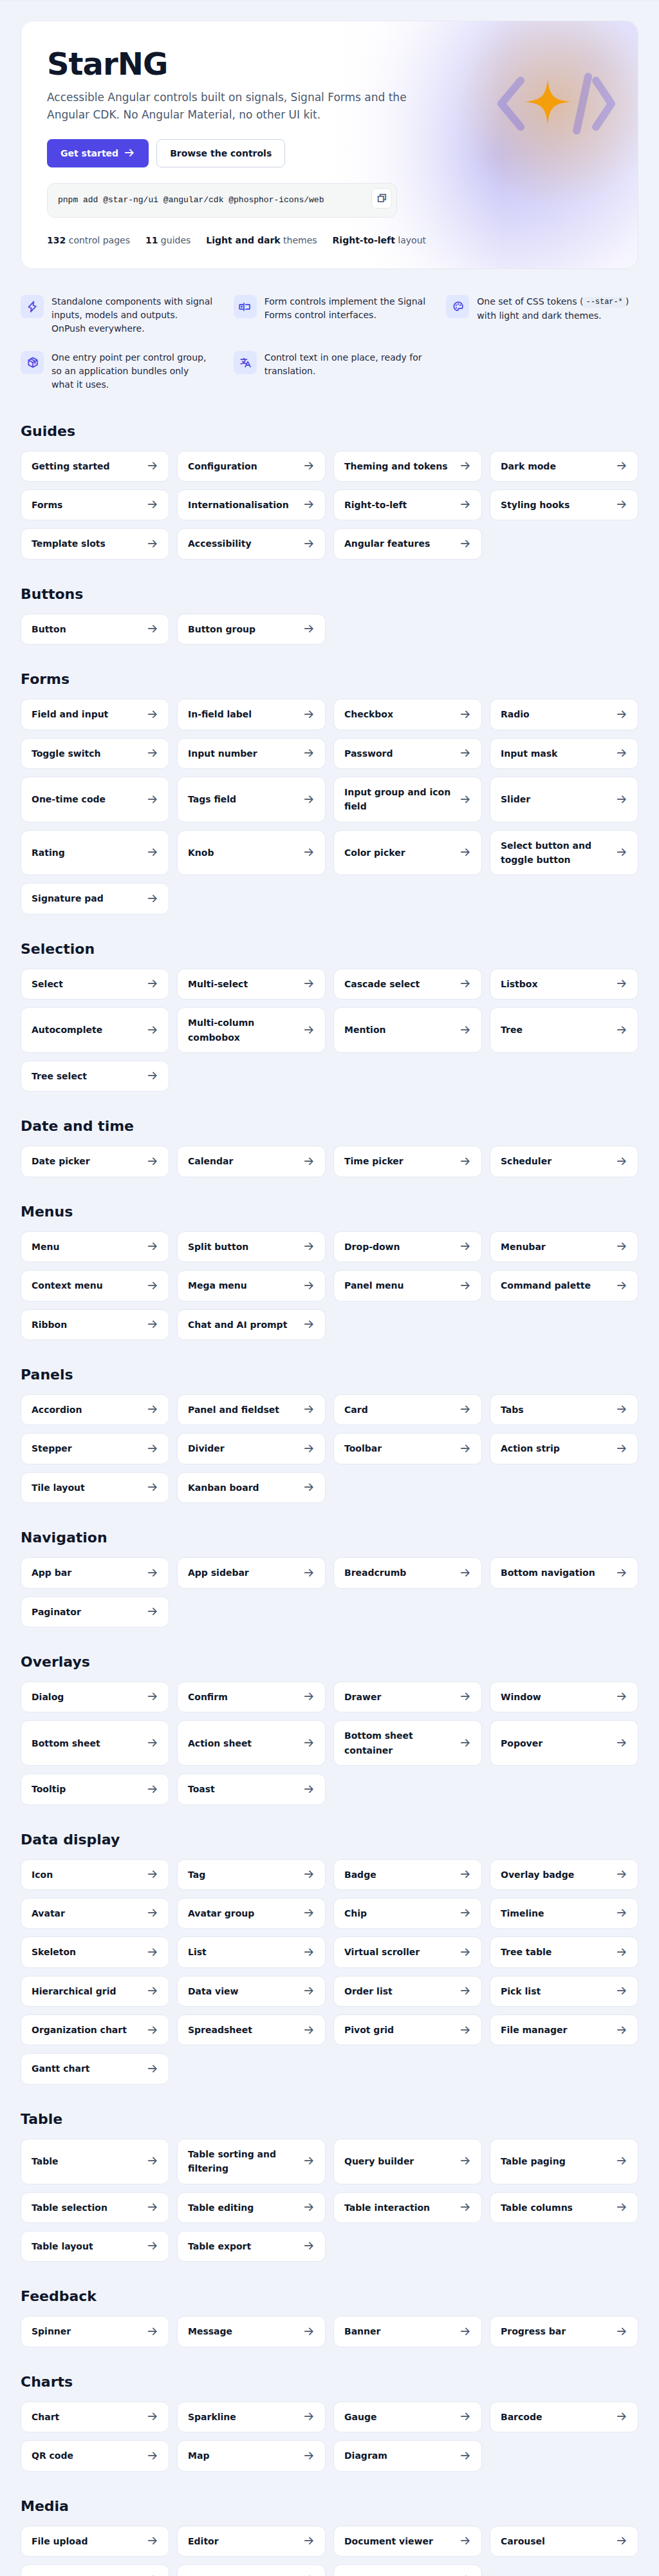 StarNG
Accessible Angular controls built on signals, Signal Forms and the
Angular CDK. No Angular Material, no other UI kit.
Get started
Browse the controls
pnpm add @star-ng/ui @angular/cdk @phosphor-icons/web
132 control pages 11 guides Light and dark themes Right-to-left layout
Standalone components with signal
inputs, models and outputs.
OnPush everywhere.
Form controls implement the Signal
Forms control interfaces.
One set of CSS tokens ( --star-* )
with light and dark themes.
One entry point per control group,
so an application bundles only
what it uses.
Control text in one place, ready for
translation.
Guides
Getting started
Configuration
Theming and tokens
Dark mode
Forms
Internationalisation
Right-to-left
Styling hooks
Template slots
Accessibility
Angular features
Buttons
Button
Button group
Forms
Field and input
In-field label
Checkbox
Radio
Toggle switch
Input number
Password
Input mask
One-time code
Tags field
Input group and icon
field
Slider
Rating
Knob
Color picker
Select button and
toggle button
Signature pad
Selection
Select
Multi-select
Cascade select
Listbox
Autocomplete
Multi-column
combobox
Mention
Tree
Tree select
Date and time
Date picker
Calendar
Time picker
Scheduler
Menus
Menu
Split button
Drop-down
Menubar
Context menu
Mega menu
Panel menu
Command palette
Ribbon
Chat and AI prompt
Panels
Accordion
Panel and fieldset
Card
Tabs
Stepper
Divider
Toolbar
Action strip
Tile layout
Kanban board
Navigation
App bar
App sidebar
Breadcrumb
Bottom navigation
Paginator
Overlays
Dialog
Confirm
Drawer
Window
Bottom sheet
Action sheet
Bottom sheet
container
Popover
Tooltip
Toast
Data display
Icon
Tag
Badge
Overlay badge
Avatar
Avatar group
Chip
Timeline
Skeleton
List
Virtual scroller
Tree table
Hierarchical grid
Data view
Order list
Pick list
Organization chart
Spreadsheet
Pivot grid
File manager
Gantt chart
Table
Table
Table sorting and
filtering
Query builder
Table paging
Table selection
Table editing
Table interaction
Table columns
Table layout
Table export
Feedback
Spinner
Message
Banner
Progress bar
Charts
Chart
Sparkline
Gauge
Barcode
QR code
Map
Diagram
Media
File upload
Editor
Document viewer
Carousel